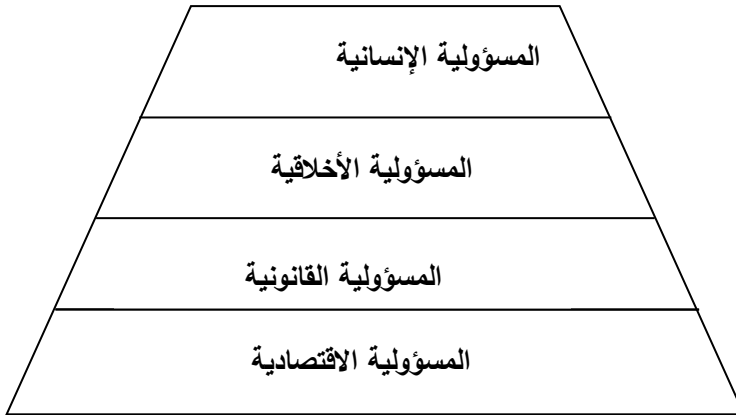 المسؤولية الإنسانية
المسؤولية الأخلاقية
المسؤولية القانونية
المسؤولية الاقتصادية